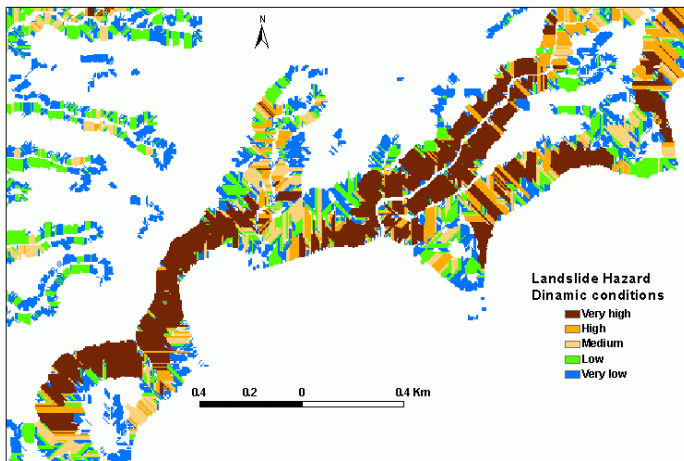 N
Landslide Hazard
Dinamic conditions
Very high
High
Medium
Low
Very low
0.4 0.2 0 0.4 Km